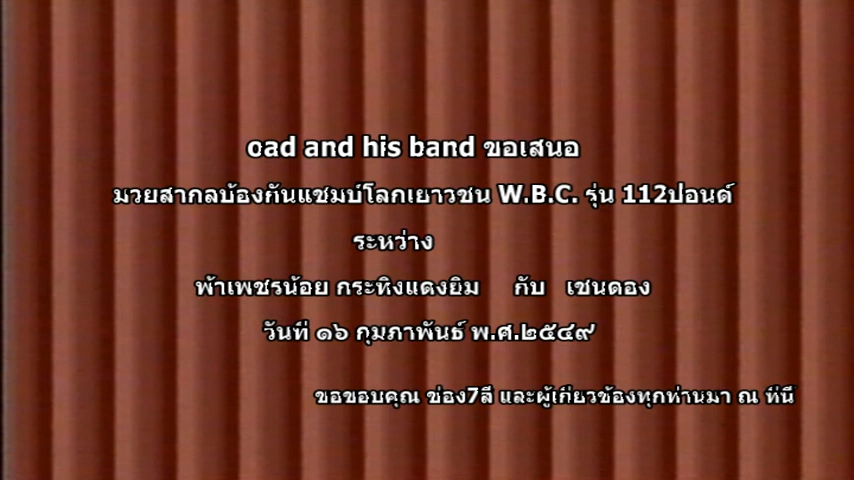 oad and his band ขอเสนอ
มวยสากลป้องกันแชมป์โลกเยาวชน W.B.C. รุ่น 112ปอนด์
ระหว่าง
ฟ้าเพชรน้อย กระทิงแดงยิม กับ เชนตอง
วันที่ ๑๖ กุมภาพันธ์ พ.ศ.๒๕๔๙
ขอขอบคุณ ช่อง7สี และผู้เกี่ยวข้องทุกท่านมา ณ ที่นี้